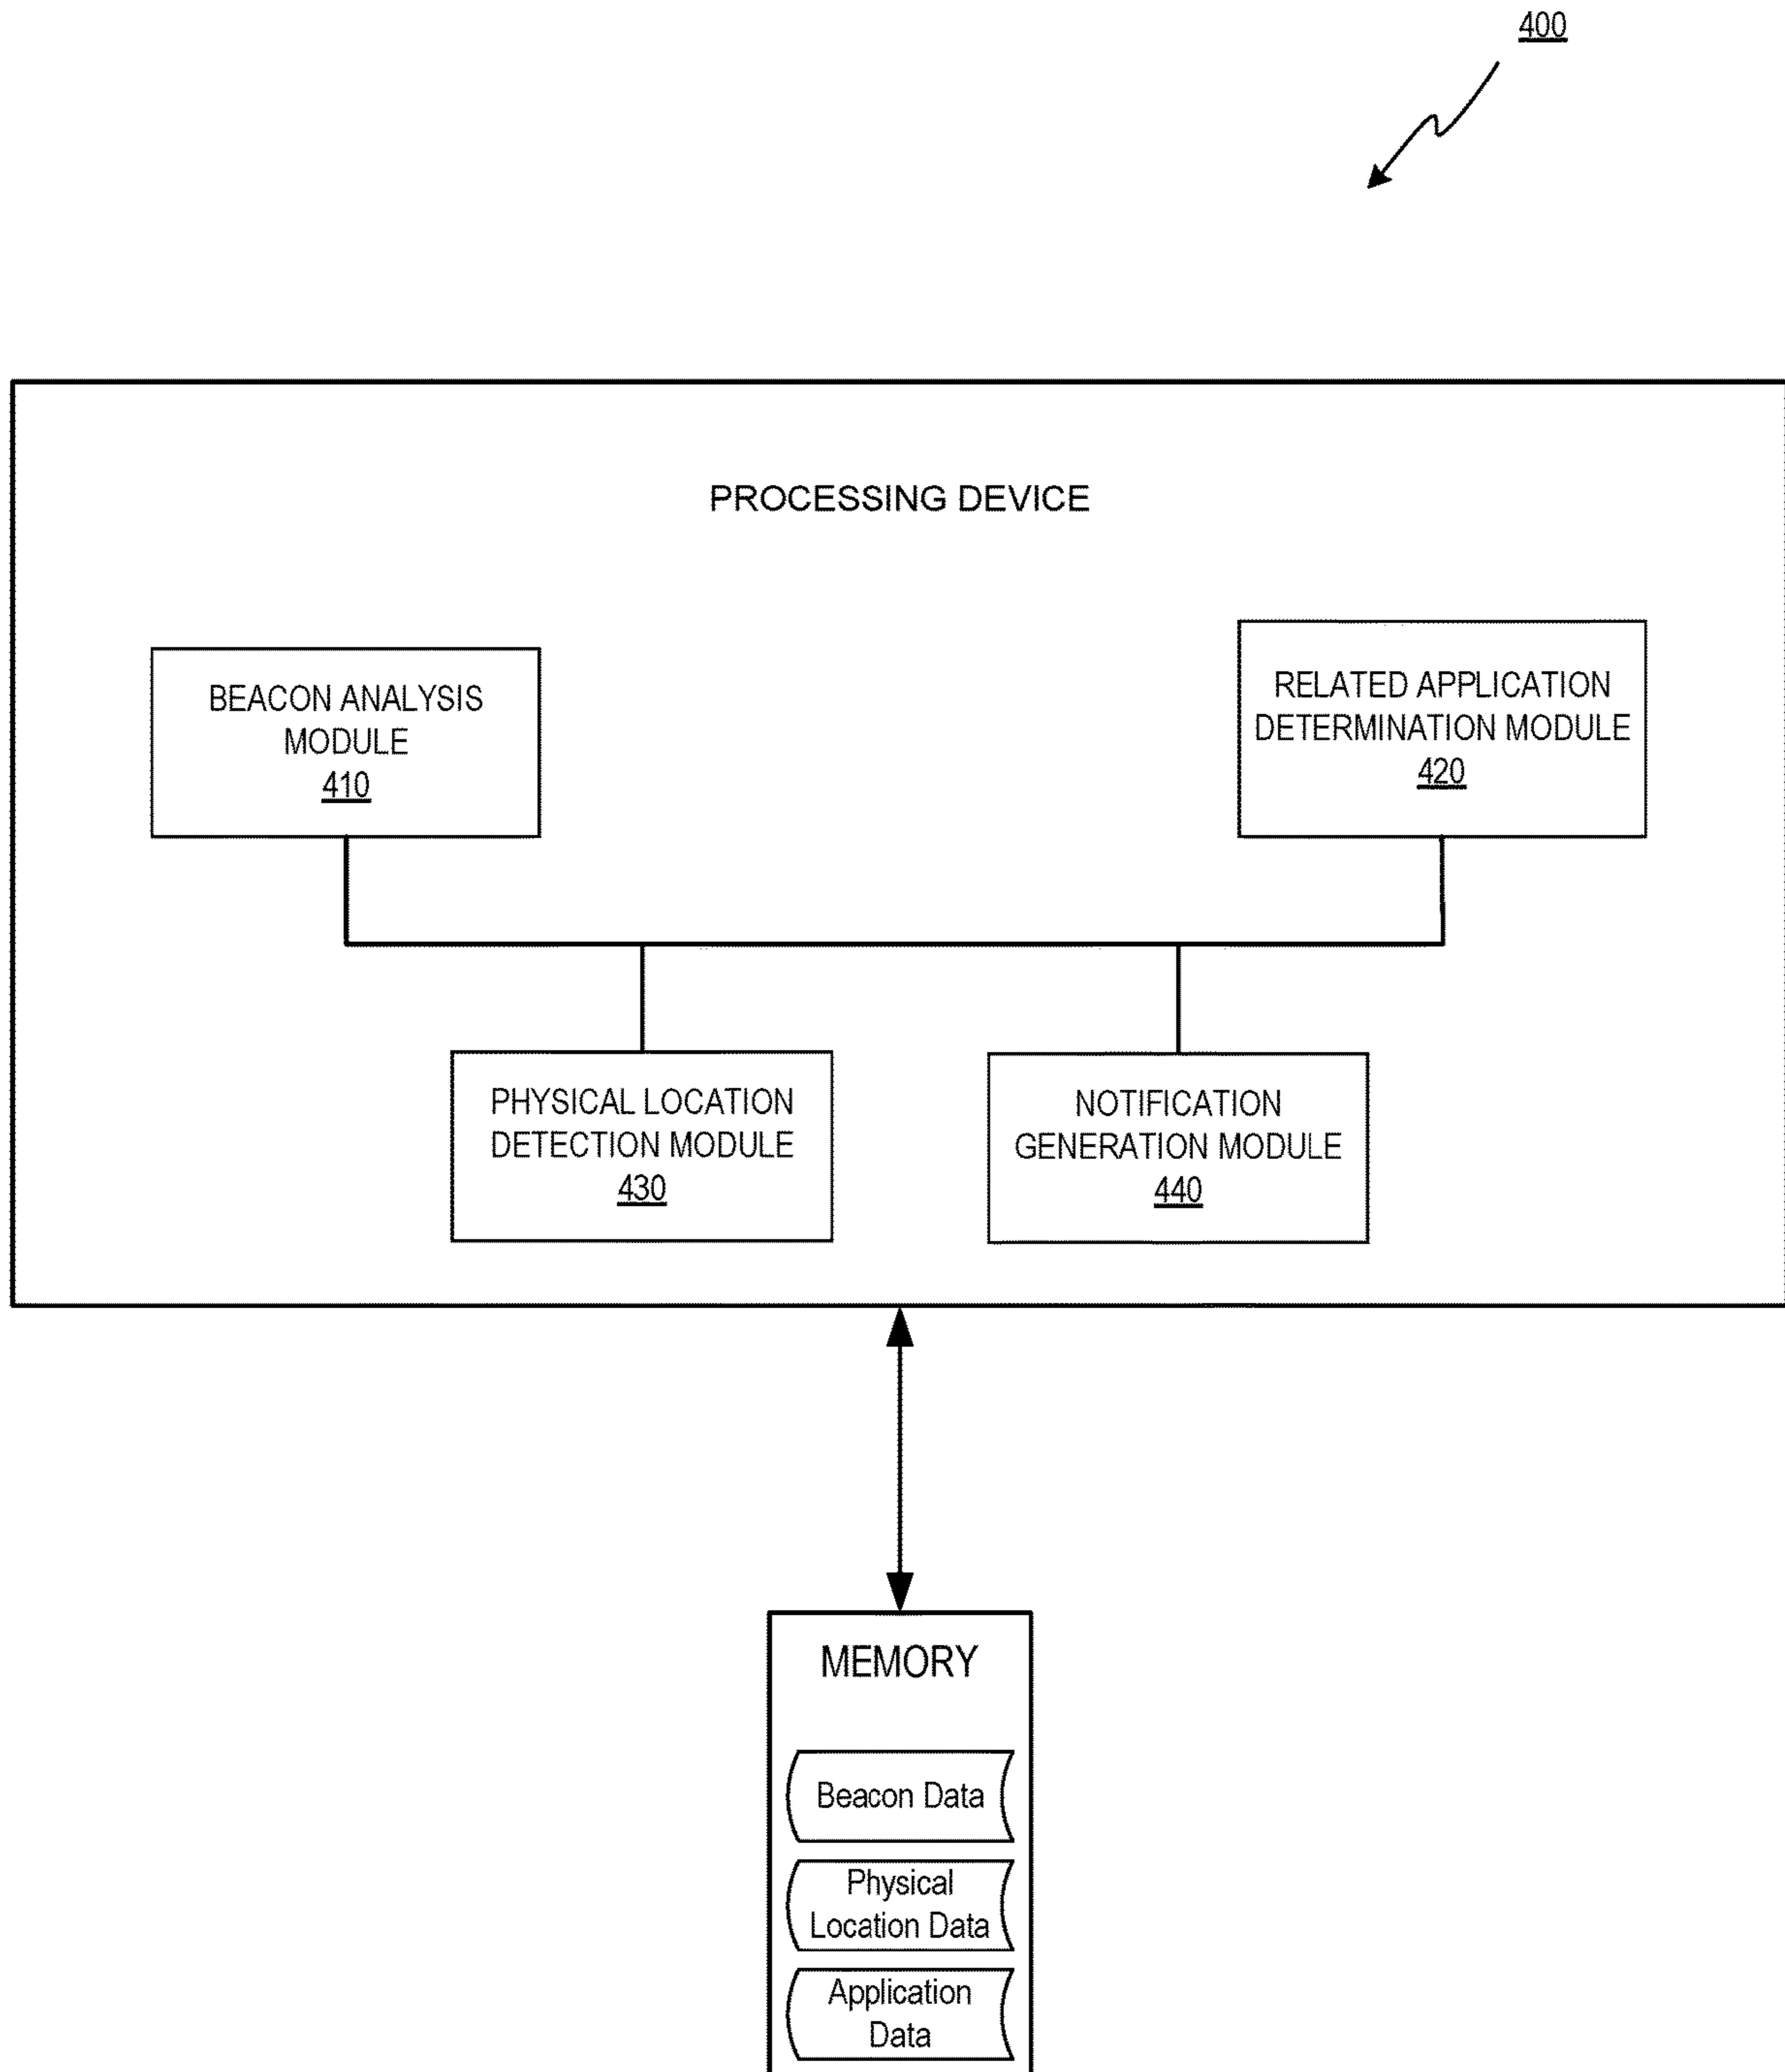 400
PROCESSING DEVICE
BEACON ANALYSIS
MODULE
410
RELATED APPLICATION
DETERMINATION MODULE
420
PHYSICAL LOCATION
DETECTION MODULE
430
NOTIFICATION
GENERATION MODULE
440
MEMORY
Beacon Data
Physical
Location Data
Application
Data